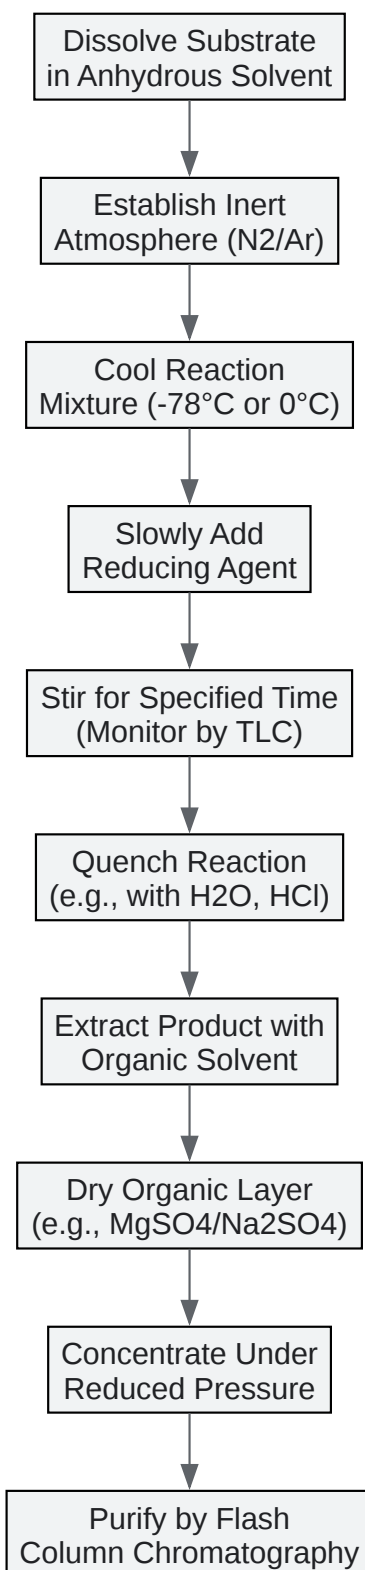 Dissolve Substrate
in Anhydrous Solvent
Establish Inert
Atmosphere (N2/Ar)
Cool Reaction
Mixture (-78°C or 0°C)
Slowly Add
Reducing Agent
Stir for Specified Time
(Monitor by TLC)
Quench Reaction
(e.g., with H2O, HCl)
Extract Product with
Organic Solvent
Dry Organic Layer
(e.g., MgSO4/Na2SO4)
Concentrate Under
Reduced Pressure
Purify by Flash
Column Chromatography